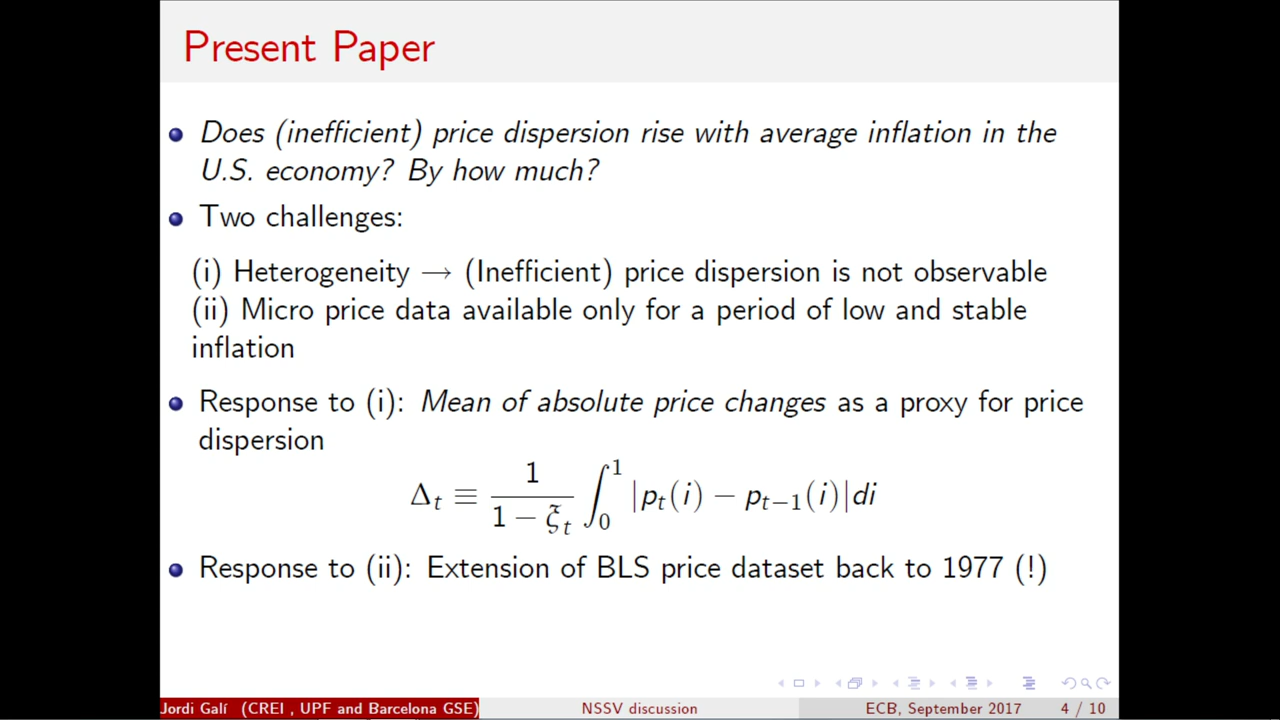 Present Paper
Does (inefficient) price dispersion rise with average inflation in the
U.S. economy? By how much?
Two challenges:
(i) Heterogeneity → (Inefficient) price dispersion is not observable
(ii) Micro price data available only for a period of low and stable
inflation
Response to (i): Mean of absolute price changes as a proxy for price
dispersion
Δ_t ≡ \frac{1}{1 − ξ_t} ∫_0^1 |p_t(i) − p_{t−1}(i)|di
Response to (ii): Extension of BLS price dataset back to 1977 (!)
Jordi Galí (CREI , UPF and Barcelona GSE) NSSV discussion ECB, September 2017 4 / 10